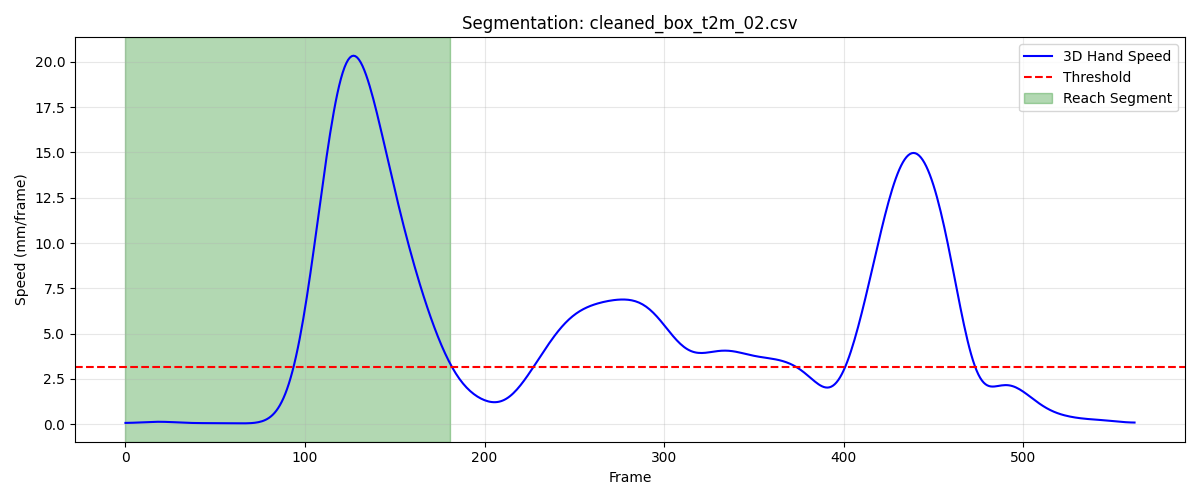 Segmentation: cleaned_box_t2m_02.csv
3D Hand Speed
Threshold
Reach Segment
20.0
17.5
15.0
12.5
10.0
7.5
5.0
2.5
0.0
Speed (mm/frame)
0 100 200 300 400 500
Frame